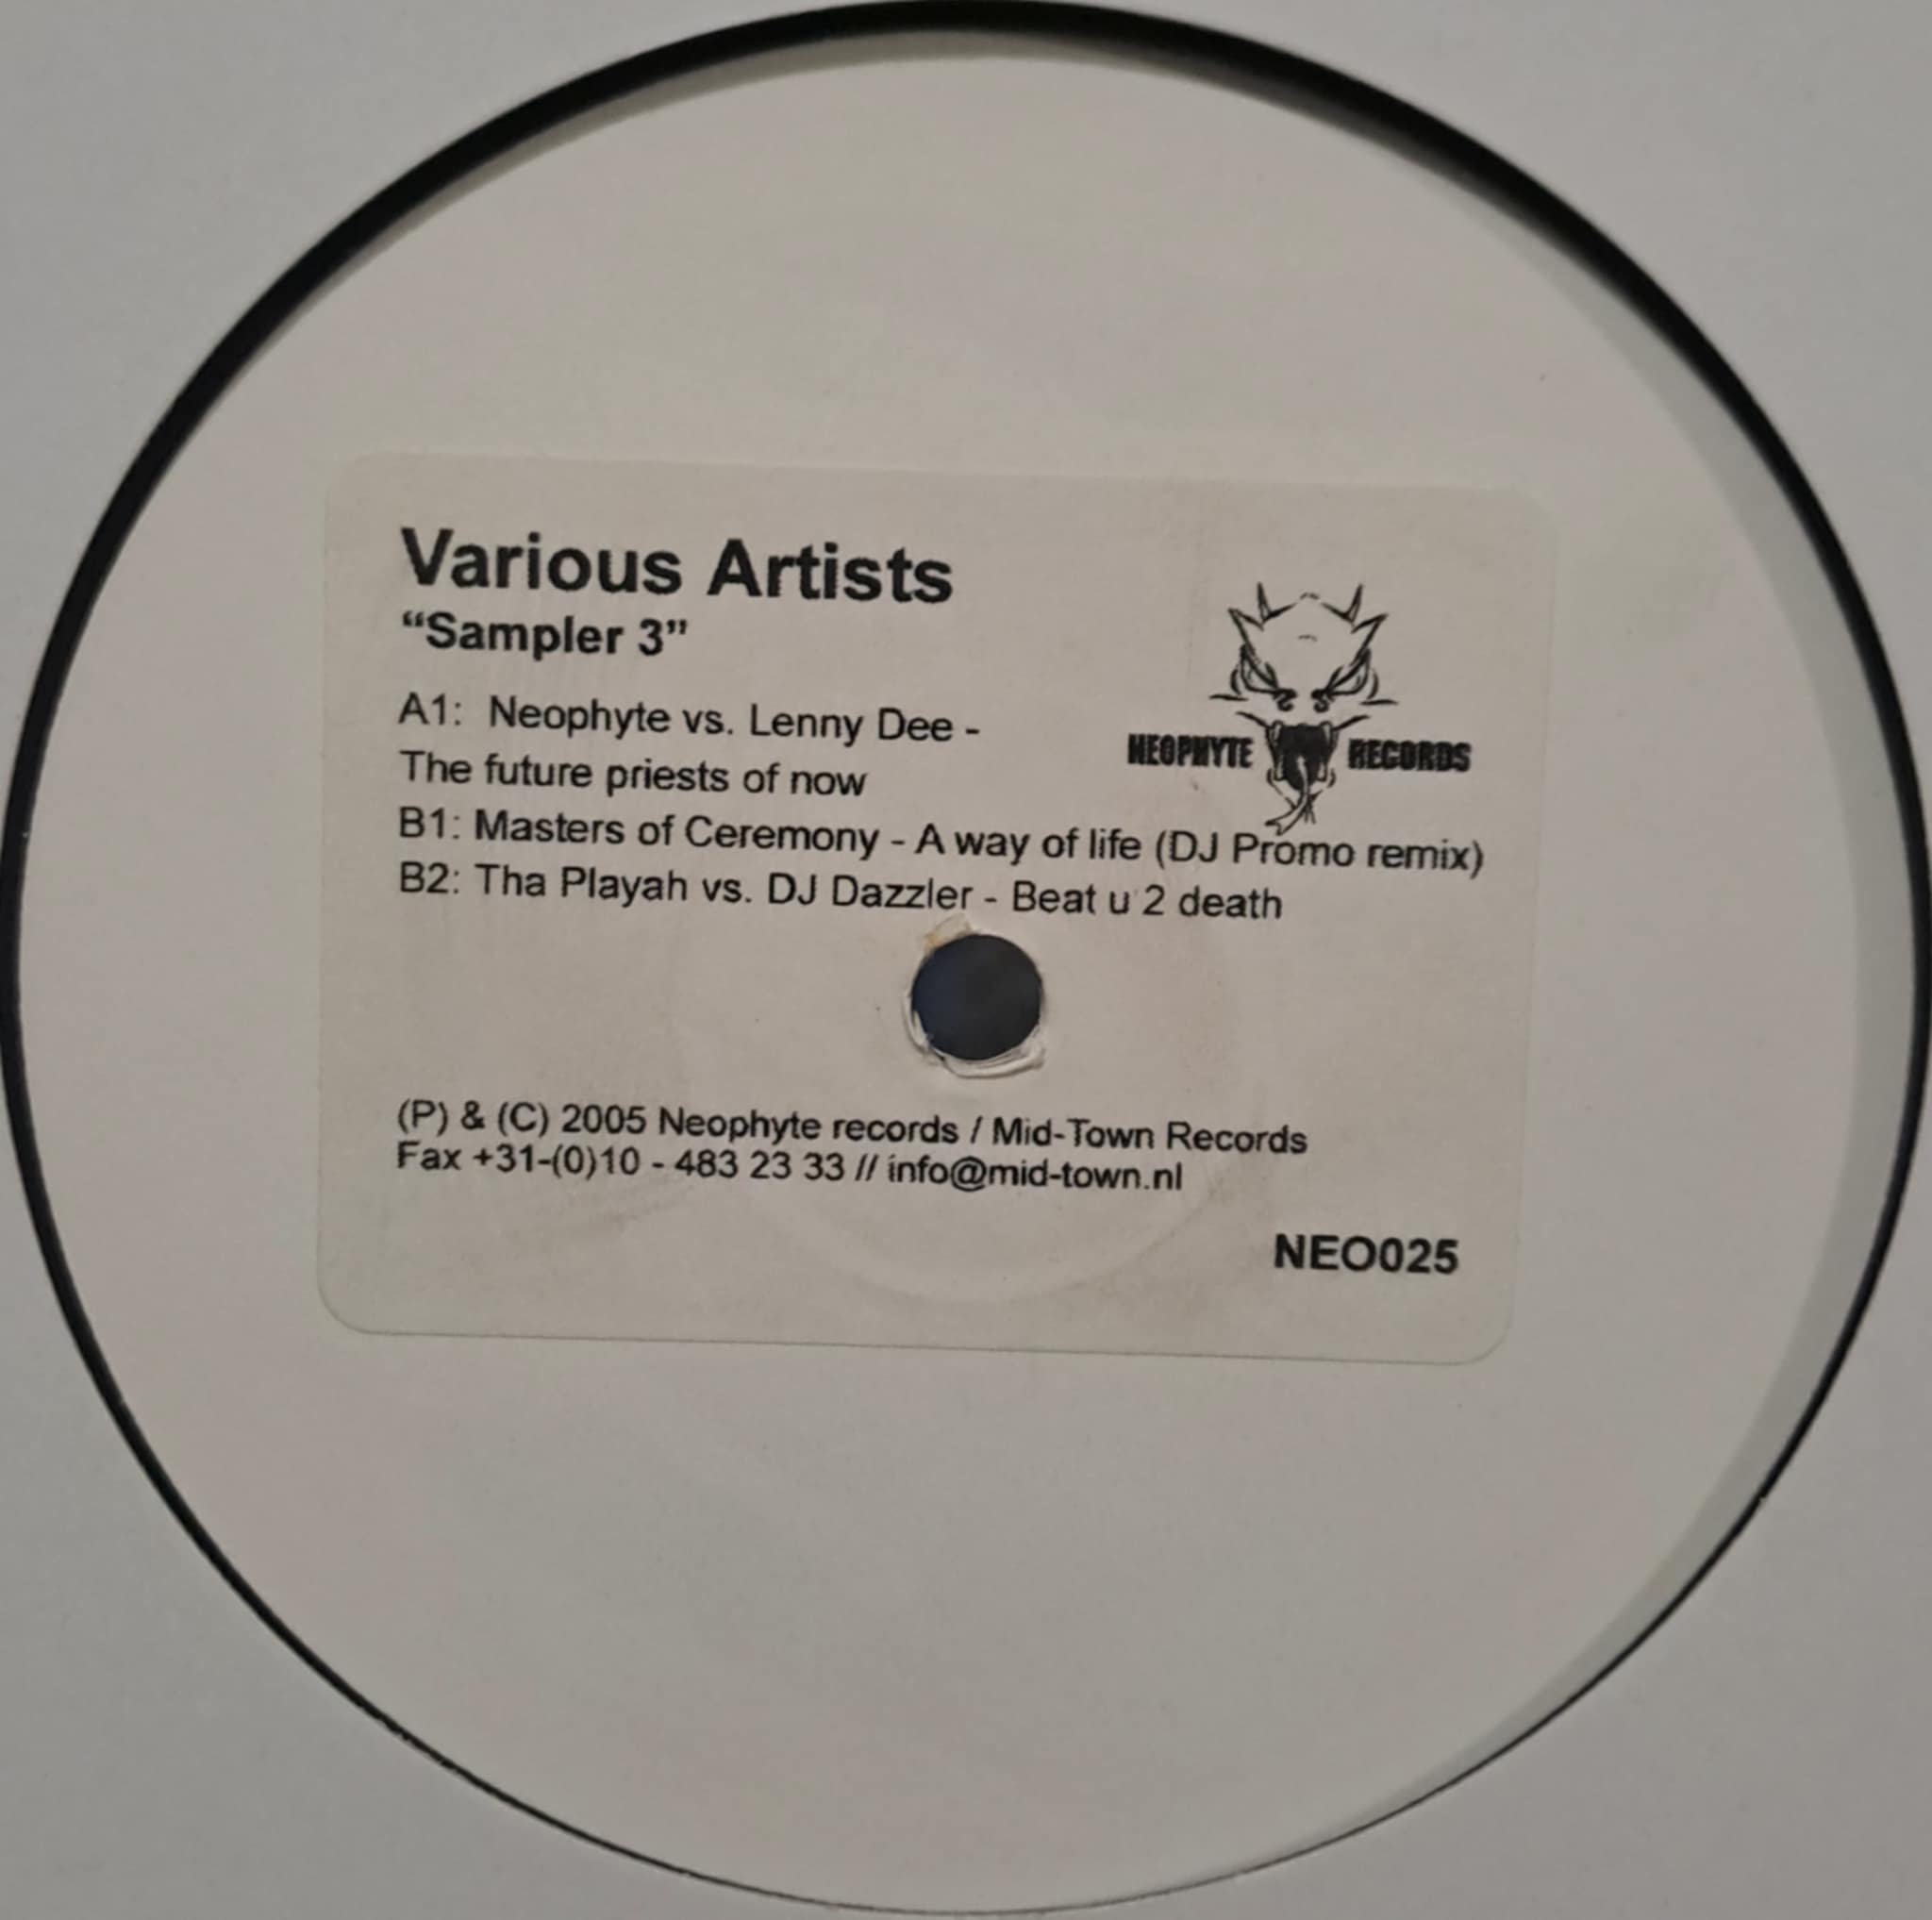 Various Artists
“Sampler 3”
A1: Neophyte vs. Lenny Dee -
The future priests of now
NEOPHYTE RECORDS
B1: Masters of Ceremony - A way of life (DJ Promo remix)
B2: Tha Playah vs. DJ Dazzler - Beat u 2 death
(P) & (C) 2005 Neophyte records / Mid-Town Records
Fax +31-(0)10 - 483 23 33 // info@mid-town.nl
NEO025